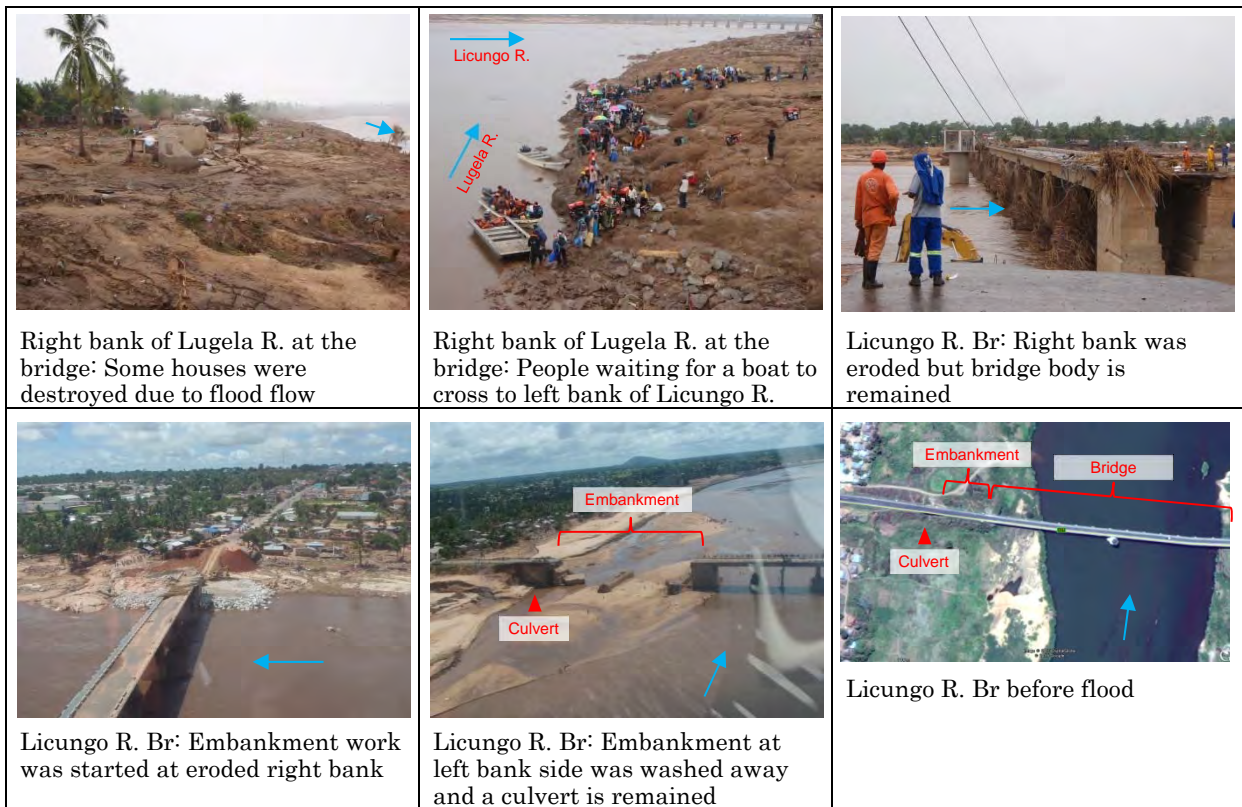 Licungo R.
Lugela R.
Right bank of Lugela R. at the
bridge: Some houses were
destroyed due to flood flow
Right bank of Lugela R. at the
bridge: People waiting for a boat to
cross to left bank of Licungo R.
Licungo R. Br: Right bank was
eroded but bridge body is
remained
Embankment
Culvert
Embankment
Bridge
Culvert
Licungo R. Br: Embankment work
was started at eroded right bank
Licungo R. Br: Embankment at
left bank side was washed away
and a culvert is remained
Licungo R. Br before flood